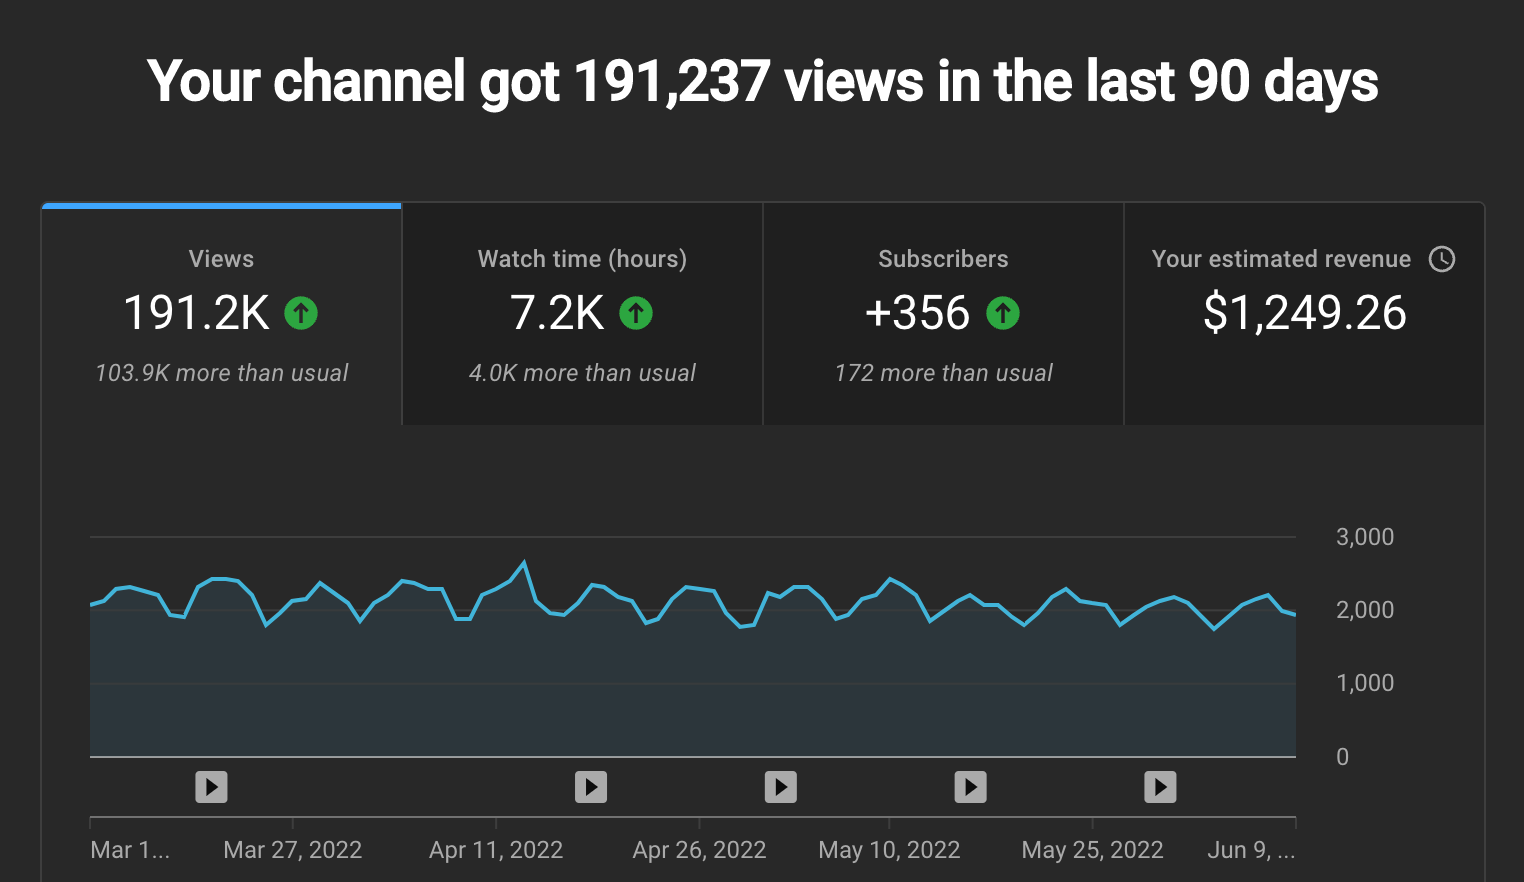 Your channel got 191,237 views in the last 90 days
Views
191.2K
103.9K more than usual
Watch time (hours)
7.2K
4.0K more than usual
Subscribers
+356
172 more than usual
Your estimated revenue
$1,249.26
3,000
2,000
1,000
0
Mar 1... Mar 27, 2022 Apr 11, 2022 Apr 26, 2022 May 10, 2022 May 25, 2022 Jun 9, ...